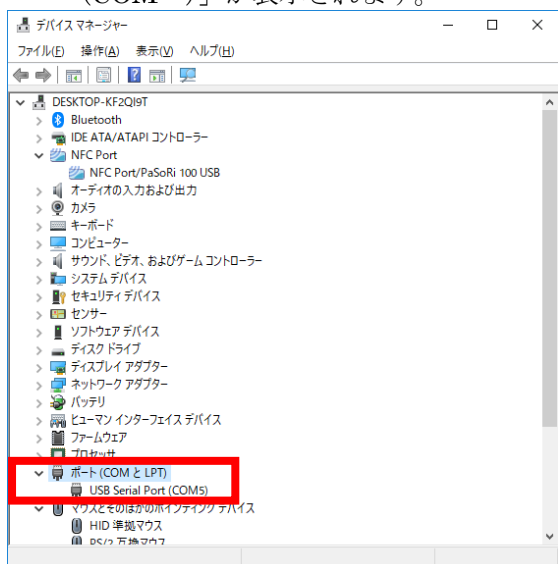 デバイス マネージャー
ファイル(F) 操作(A) 表示(V) ヘルプ(H)
DESKTOP-KF2QI9T
Bluetooth
IDE ATA/ATAPI コントローラー
NFC Port
NFC Port/PaSoRi 100 USB
オーディオの入力および出力
カメラ
キーボード
コンピューター
サウンド、ビデオ、およびゲーム コントローラー
システム デバイス
セキュリティ デバイス
センサー
ソフトウェア デバイス
ディスク ドライブ
ディスプレイ アダプター
ネットワーク アダプター
バッテリ
ヒューマン インターフェイス デバイス
ファームウェア
プロセッサ
ポート (COM と LPT)
USB Serial Port (COM5)
マウスとそのほかのポインティング デバイス
HID 準拠マウス
PS/2 互換マウス